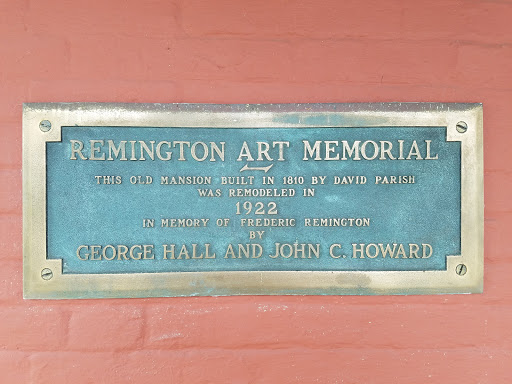 REMINGTON ART MEMORIAL
THIS OLD MANSION BUILT IN 1810 BY DAVID PARISH
WAS REMODELED IN
1922
IN MEMORY OF FREDERIC REMINGTON
BY
GEORGE HALL AND JOHN C. HOWARD